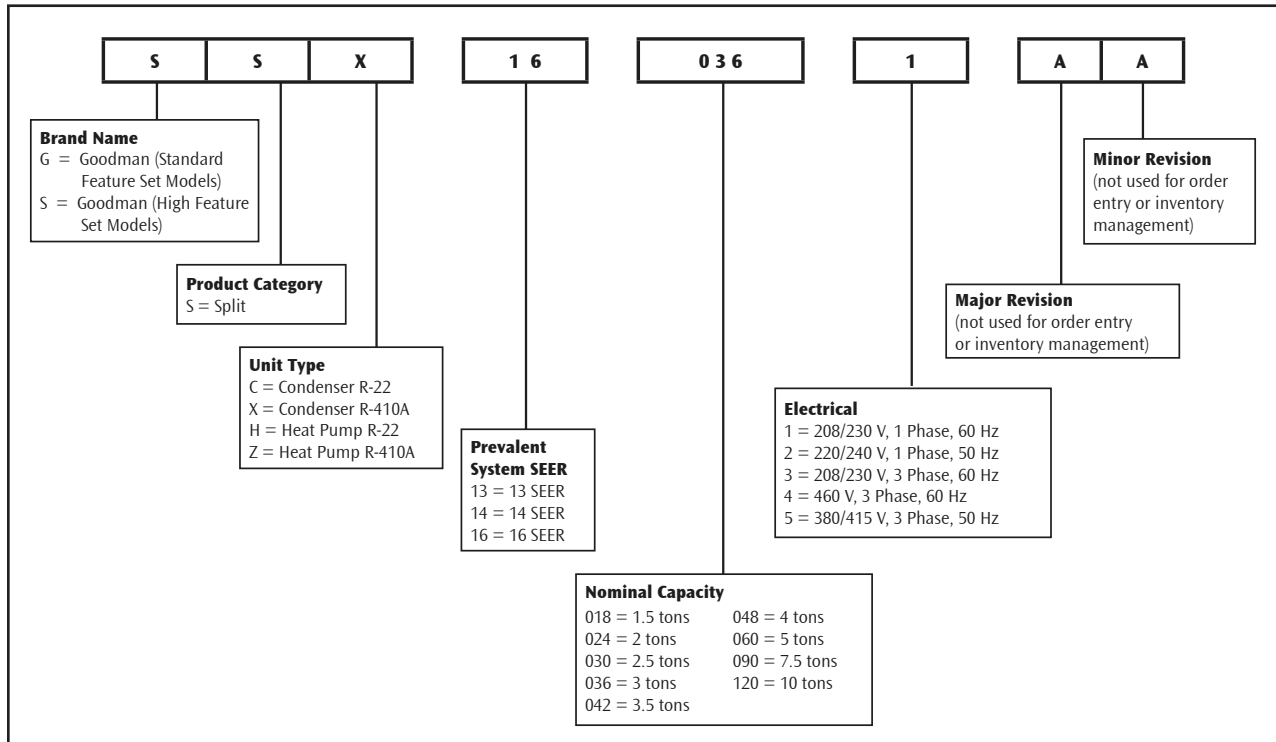 S S X 1 6 0 3 6 1 A A
Brand Name
G = Goodman (Standard
Feature Set Models)
S = Goodman (High Feature
Set Models)
Product Category
S = Split
Unit Type
C = Condenser R-22
X = Condenser R-410A
H = Heat Pump R-22
Z = Heat Pump R-410A
Prevalent
System SEER
13 = 13 SEER
14 = 14 SEER
16 = 16 SEER
Nominal Capacity
018 = 1.5 tons
024 = 2 tons
030 = 2.5 tons
036 = 3 tons
042 = 3.5 tons
048 = 4 tons
060 = 5 tons
090 = 7.5 tons
120 = 10 tons
Electrical
1 = 208/230 V, 1 Phase, 60 Hz
2 = 220/240 V, 1 Phase, 50 Hz
3 = 208/230 V, 3 Phase, 60 Hz
4 = 460 V, 3 Phase, 60 Hz
5 = 380/415 V, 3 Phase, 50 Hz
Major Revision
(not used for order entry
or inventory management)
Minor Revision
(not used for order
entry or inventory
management)